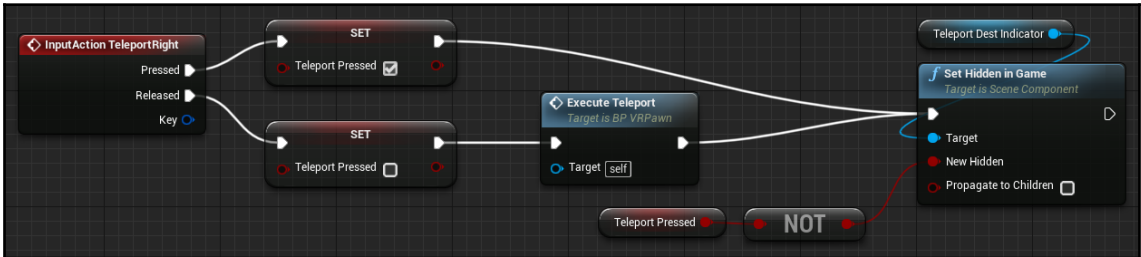 InputAction TeleportRight
Pressed
Released
Key
SET
Teleport Pressed
SET
Teleport Pressed
Execute Teleport
Target is BP VRPawn
Target self
Teleport Pressed
NOT
Teleport Dest Indicator
f Set Hidden in Game
Target is Scene Component
Target
New Hidden
Propagate to Children